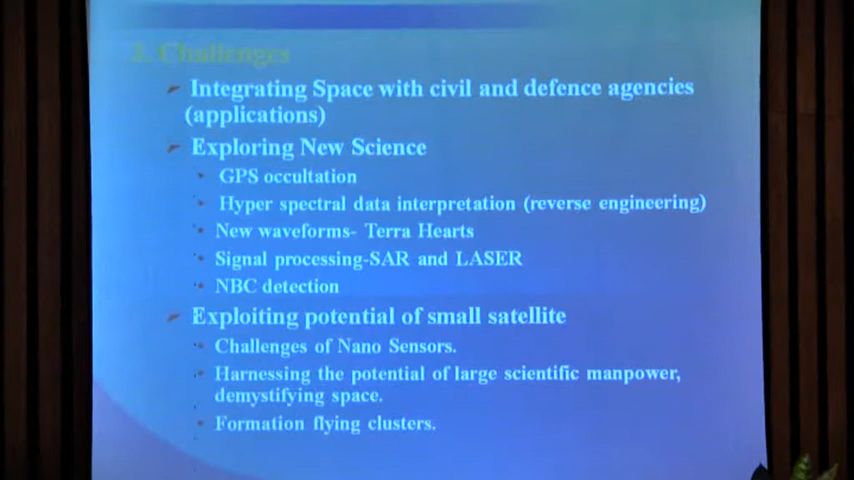 3. Challenges
Integrating Space with civil and defence agencies
(applications)
Exploring New Science
GPS occultation
Hyper spectral data interpretation (reverse engineering)
New waveforms- Terra Hearts
Signal processing-SAR and LASER
NBC detection
Exploiting potential of small satellite
Challenges of Nano Sensors.
Harnessing the potential of large scientific manpower,
demystifying space.
Formation flying clusters.